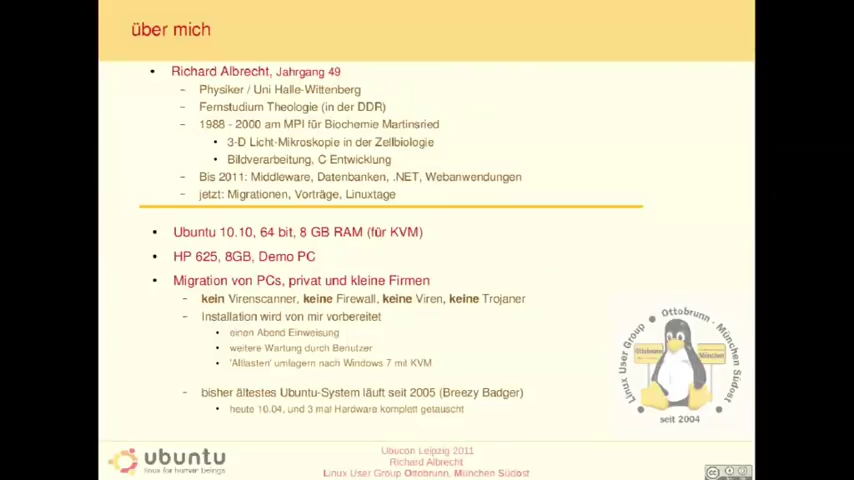 über mich
• Richard Albrecht, Jahrgang 49
– Physiker / Uni Halle-Wittenberg
– Fernstudium Theologie (in der DDR)
– 1988 - 2000 am MPI für Biochemie Martinsried
• 3-D Licht-Mikroskopie in der Zellbiologie
• Bildverarbeitung, C Entwicklung
– Bis 2011: Middleware, Datenbanken, .NET, Webanwendungen
– jetzt: Migrationen, Vorträge, Linuxtage
• Ubuntu 10.10, 64 bit, 8 GB RAM (für KVM)
• HP 625, 8GB, Demo PC
• Migration von PCs, privat und kleine Firmen
– kein Virenscanner, keine Firewall, keine Viren, keine Trojaner
– Installation wird von mir vorbereitet
• einen Abend Einweisung
• weitere Wartung durch Benutzer
• 'Altlasten' umlagern nach Windows 7 mit KVM
– bisher ältestes Ubuntu-System läuft seit 2005 (Breezy Badger)
• heute 10.04, und 3 mal Hardware komplett getauscht
Linux User Group • Ottobrunn - München Südost •
Ottobrunn
München
seit 2004
ubuntu
linux for human beings
Ubucon Leipzig 2011
Richard Albrecht
Linux User Group Ottobrunn, München Südost
cc